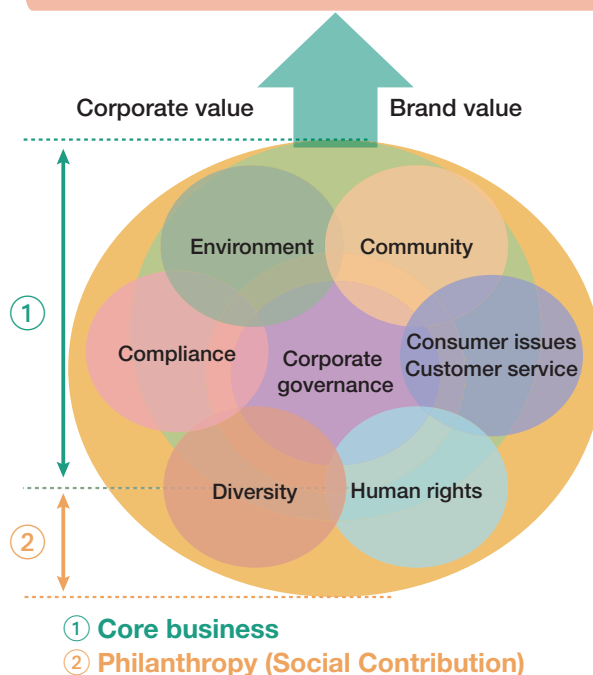 Corporate value
Brand value
Environment
Community
①
Compliance
Corporate
governance
Consumer issues
Customer service
Diversity
Human rights
②
① Core business
② Philanthropy (Social Contribution)